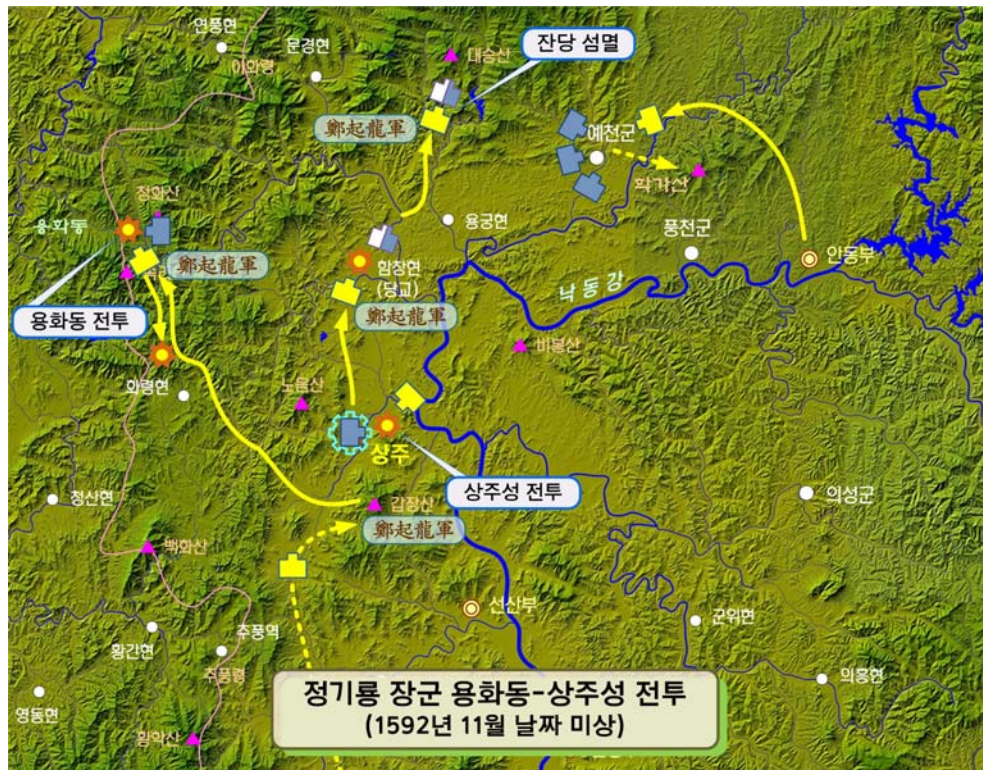 연풍현
문경현
대승산
잔당 섬멸
이화령
鄭起龍軍
예천군
학가산
청화산
용화동
용궁현
풍천군
안동부
鄭起龍軍
함창현
(당교)
낙동강
용화동 전투
鄭起龍軍
비봉산
화령현
노음산
상주
상주성 전투
의성군
청산현
갑장산
鄭起龍軍
백화산
선산부
군위현
황간현
추풍역
추풍령
의흥현
영동현
황학산
정기룡 장군 용화동-상주성 전투
(1592년 11월 날짜 미상)